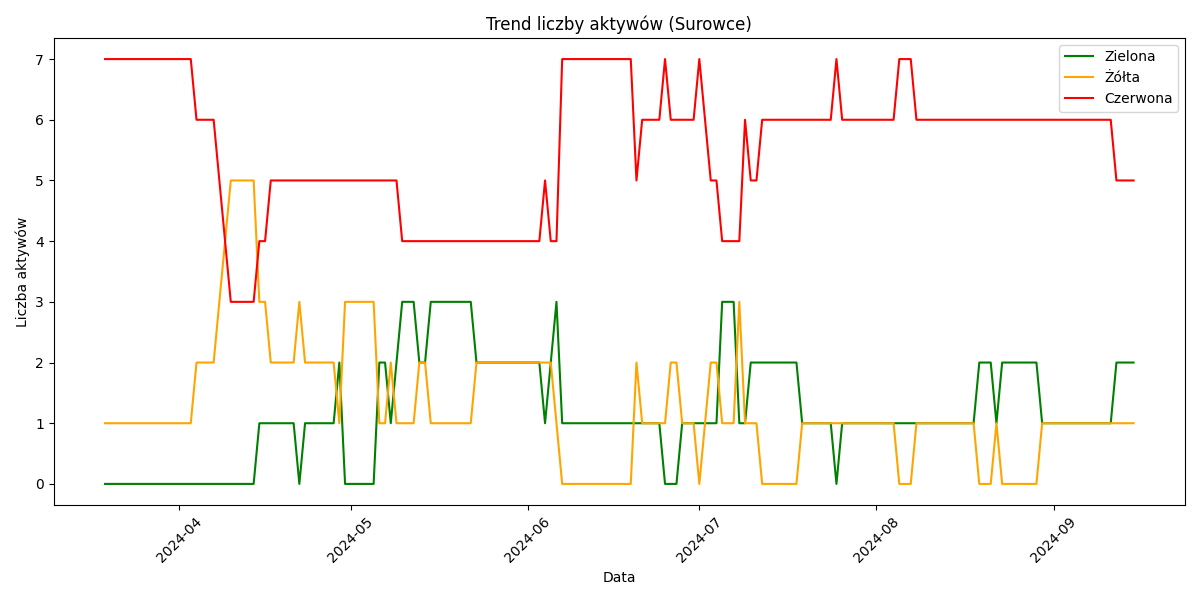 Trend liczby aktywów (Surowce)
Zielona
Żółta
Czerwona
Liczba aktywów
7
6
5
4
3
2
1
0
2024-04
2024-05
2024-06
2024-07
2024-08
2024-09
Data